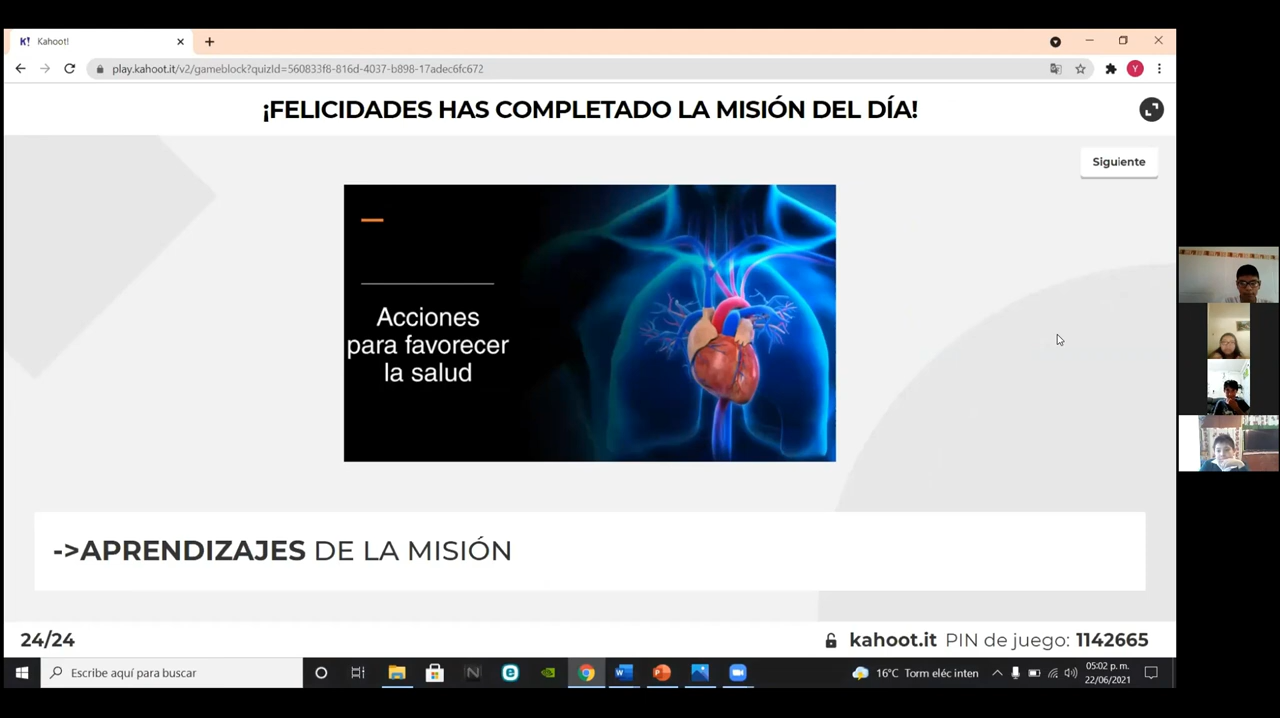 K! Kahoot!
play.kahoot.it/v2/gameblock?quizId=560833f8-816d-4037-b898-17adec6fc672
Y
¡FELICIDADES HAS COMPLETADO LA MISIÓN DEL DÍA!
Siguiente
Acciones
para favorecer
la salud
->APRENDIZAJES DE LA MISIÓN
24/24
kahoot.it PIN de juego: 1142665
Escribe aquí para buscar
16°C Torm eléc inten
05:02 p. m.
22/06/2021